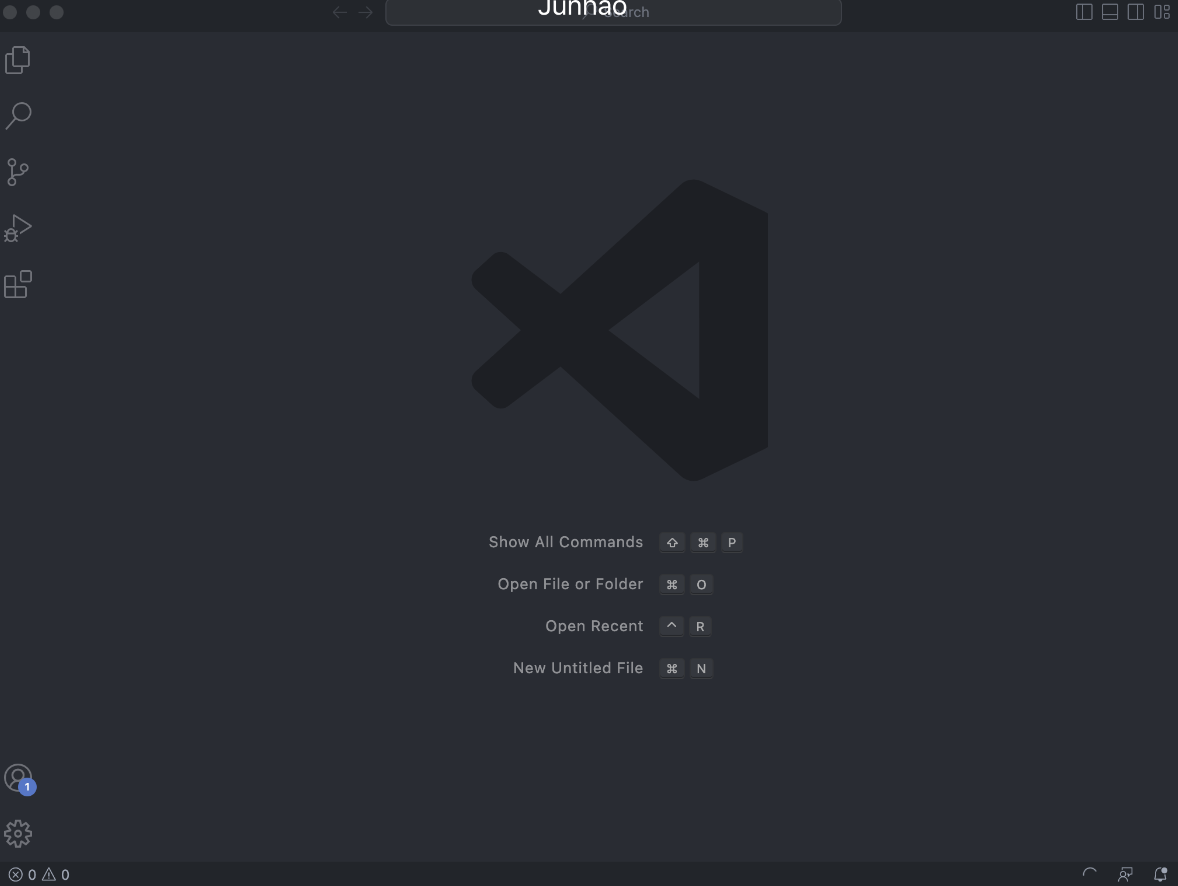 Junhao
Search
Show All Commands ⇧ ⌘ P
Open File or Folder ⌘ O
Open Recent ^ R
New Untitled File ⌘ N
1
0 0